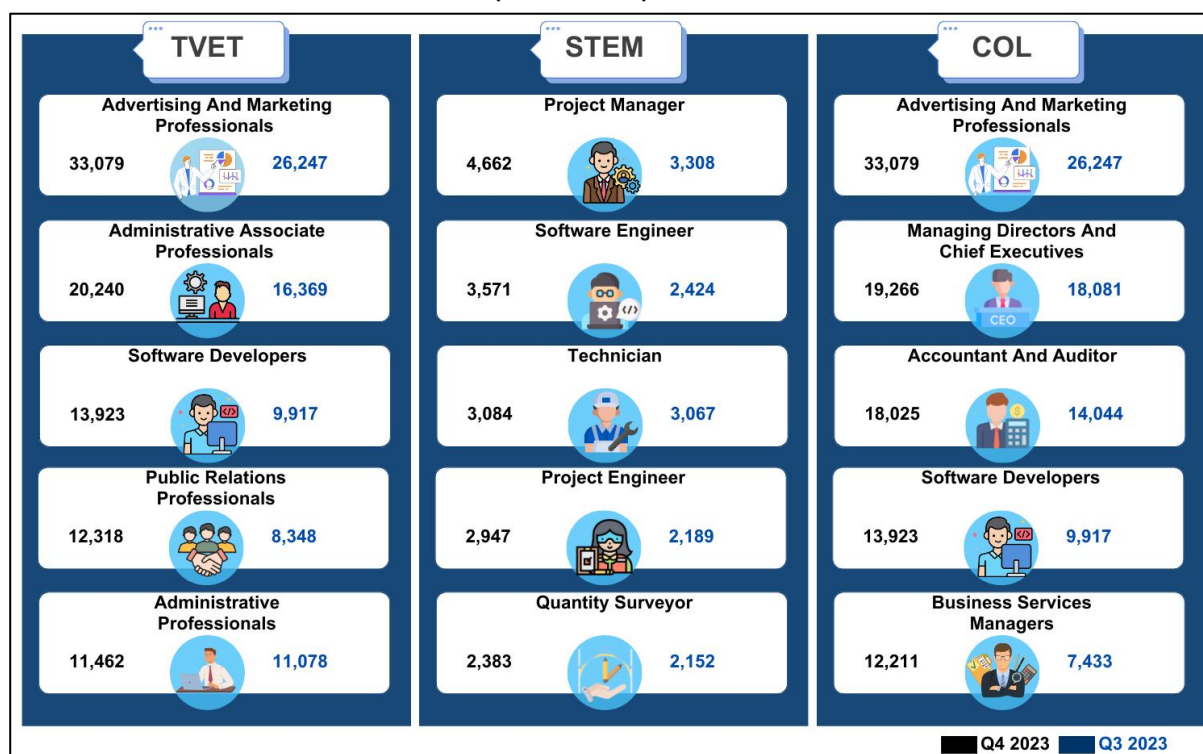 TVET
Advertising And Marketing
Professionals
33,079
26,247
Administrative Associate
Professionals
20,240
16,369
Software Developers
13,923
9,917
Public Relations
Professionals
12,318
8,348
Administrative
Professionals
11,462
11,078
STEM
Project Manager
4,662
3,308
Software Engineer
3,571
2,424
</>
Technician
3,084
3,067
Project Engineer
2,947
2,189
Quantity Surveyor
2,383
2,152
COL
Advertising And Marketing
Professionals
33,079
26,247
Managing Directors And
Chief Executives
19,266
18,081
CEO
Accountant And Auditor
18,025
14,044
Software Developers
13,923
9,917
Business Services
Managers
12,211
7,433
Q4 2023
Q3 2023